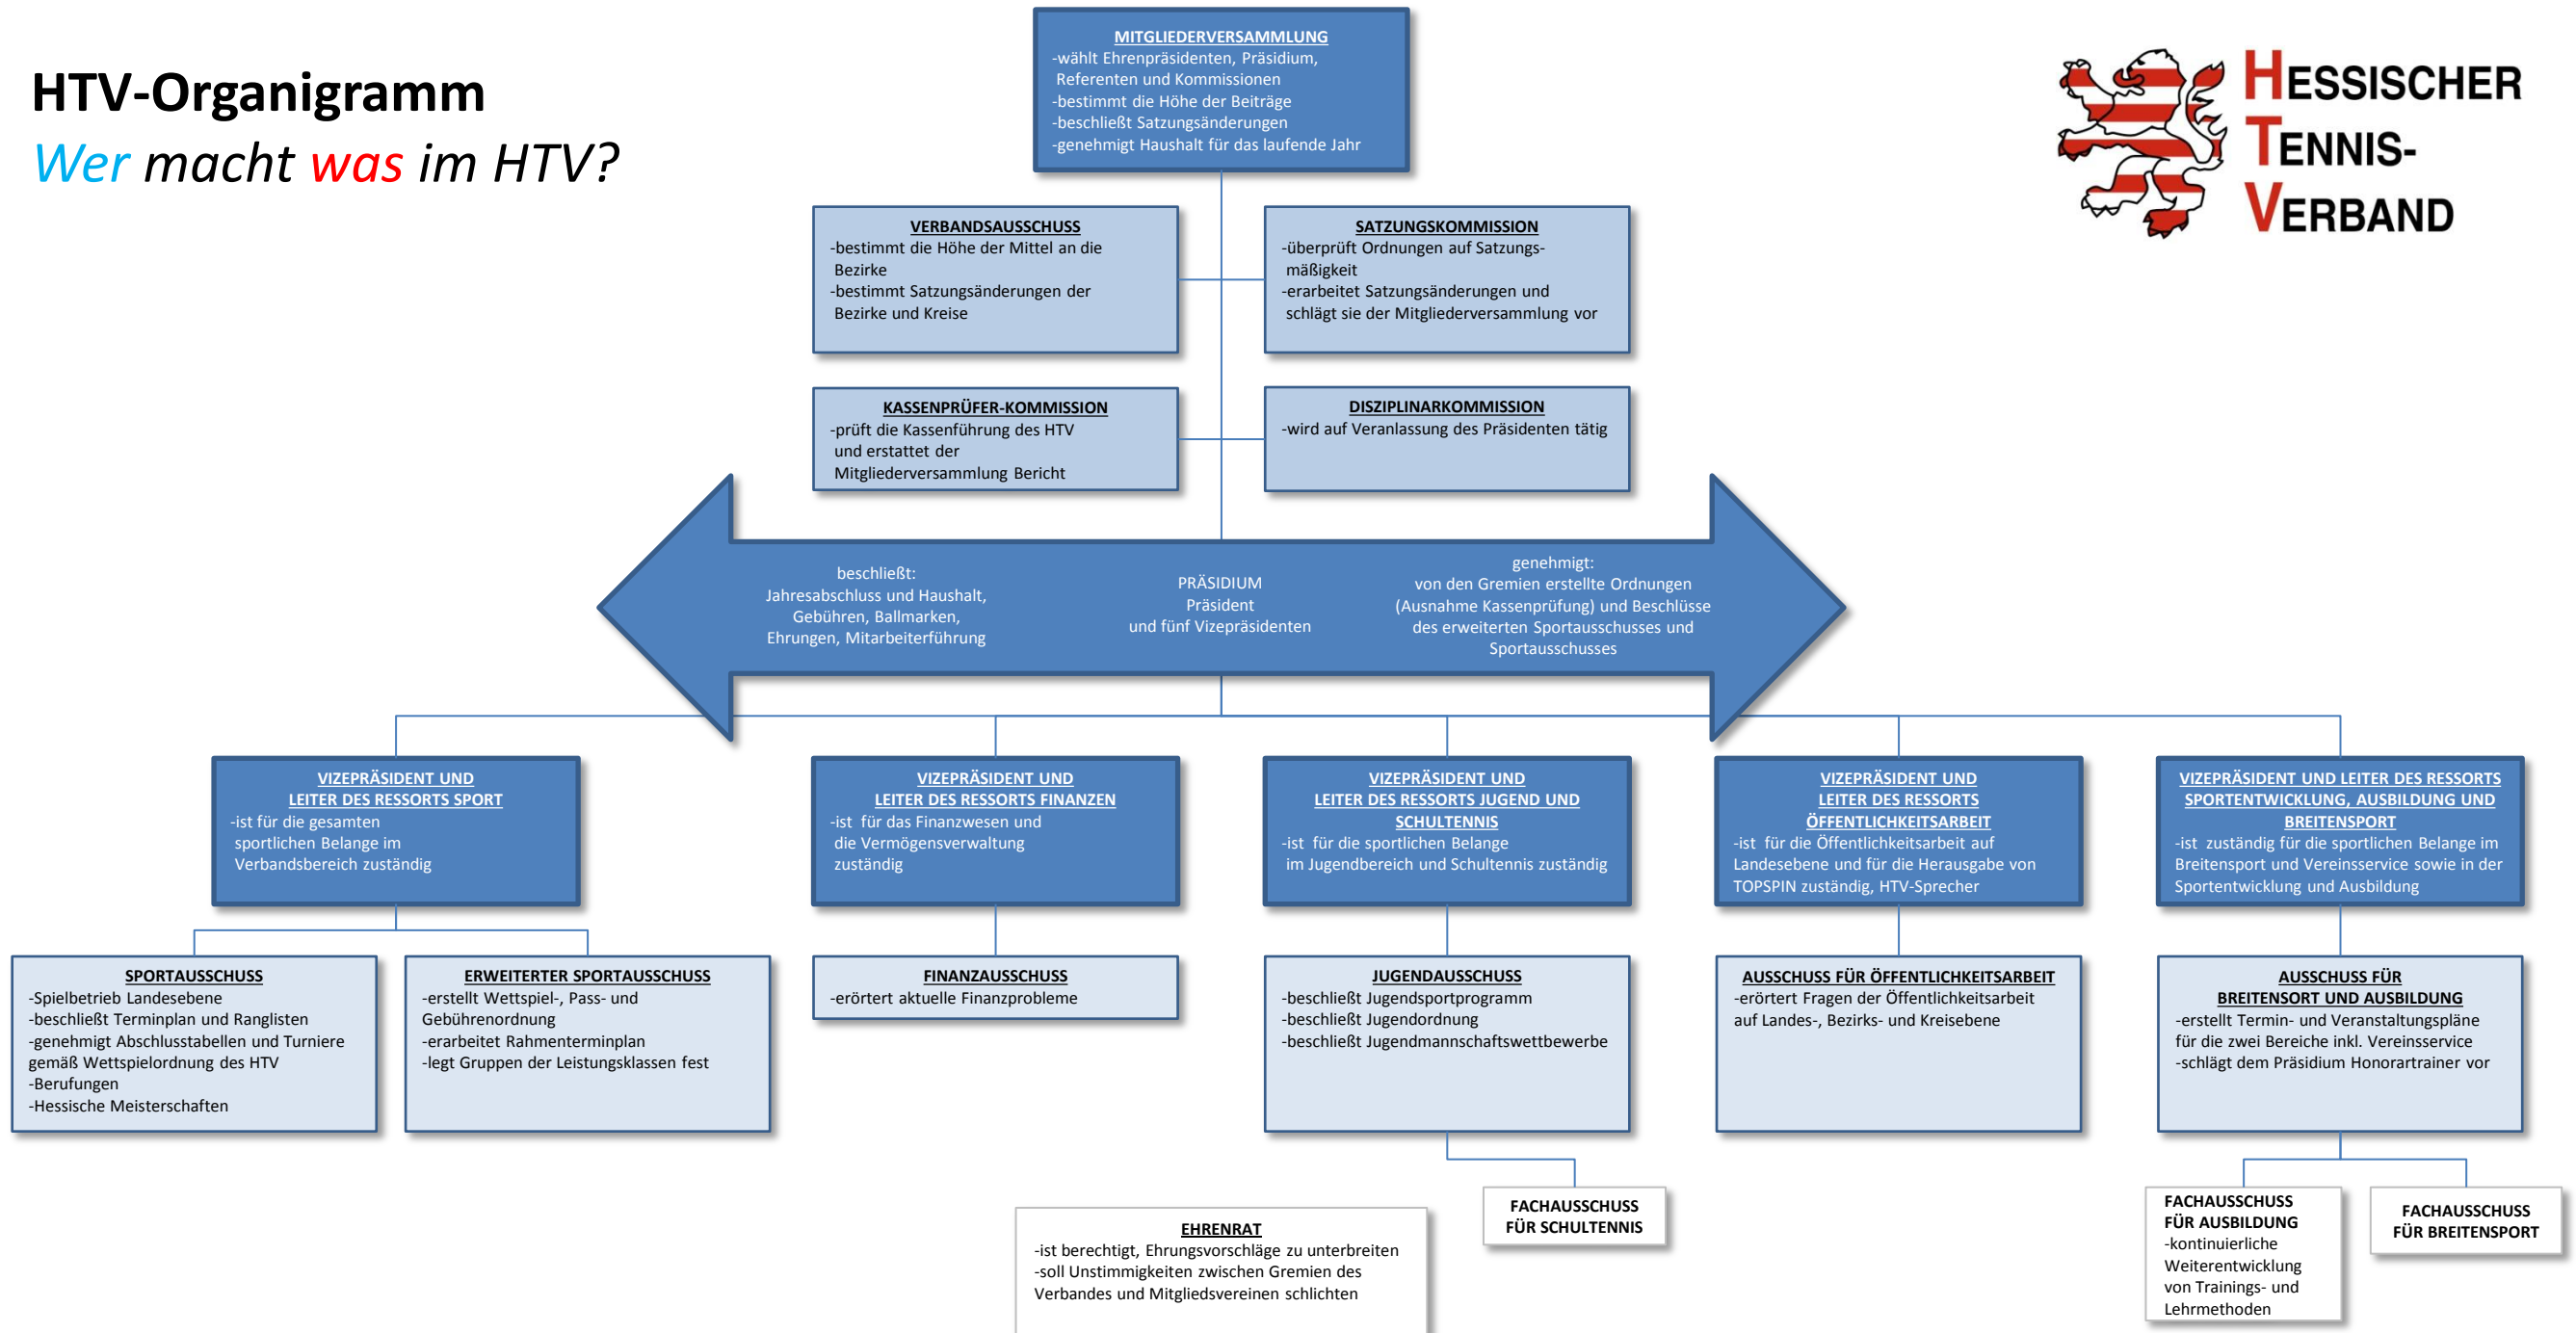 HTV-Organigramm
Wer macht was im HTV?
HESSISCHER
TENNIS-
VERBAND
MITGLIEDERVERSAMMLUNG
-wählt Ehrenpräsidenten, Präsidium,
Referenten und Kommissionen
-bestimmt die Höhe der Beiträge
-beschließt Satzungsänderungen
-genehmigt Haushalt für das laufende Jahr
VERBANDSAUSSCHUSS
-bestimmt die Höhe der Mittel an die
Bezirke
-bestimmt Satzungsänderungen der
Bezirke und Kreise
SATZUNGSKOMMISSION
-überprüft Ordnungen auf Satzungs-
mäßigkeit
-erarbeitet Satzungsänderungen und
schlägt sie der Mitgliederversammlung vor
KASSENPRÜFER-KOMMISSION
-prüft die Kassenführung des HTV
und erstattet der
Mitgliederversammlung Bericht
DISZIPLINARKOMMISSION
-wird auf Veranlassung des Präsidenten tätig
beschließt:
Jahresabschluss und Haushalt,
Gebühren, Ballmarken,
Ehrungen, Mitarbeiterführung
PRÄSIDIUM
Präsident
und fünf Vizepräsidenten
genehmigt:
von den Gremien erstellte Ordnungen
(Ausnahme Kassenprüfung) und Beschlüsse
des erweiterten Sportausschusses und
Sportausschusses
VIZEPRÄSIDENT UND
LEITER DES RESSORTS SPORT
-ist für die gesamten
sportlichen Belange im
Verbandsbereich zuständig
VIZEPRÄSIDENT UND
LEITER DES RESSORTS FINANZEN
-ist für das Finanzwesen und
die Vermögensverwaltung
zuständig
VIZEPRÄSIDENT UND
LEITER DES RESSORTS JUGEND UND
SCHULTENNIS
-ist für die sportlichen Belange
im Jugendbereich und Schultennis zuständig
VIZEPRÄSIDENT UND
LEITER DES RESSORTS
ÖFFENTLICHKEITSARBEIT
-ist für die Öffentlichkeitsarbeit auf
Landesebene und für die Herausgabe von
TOPSPIN zuständig, HTV-Sprecher
VIZEPRÄSIDENT UND LEITER DES RESSORTS
SPORTENTWICKLUNG, AUSBILDUNG UND
BREITENSPORT
-ist zuständig für die sportlichen Belange im
Breitensport und Vereinsservice sowie in der
Sportentwicklung und Ausbildung
SPORTAUSSCHUSS
-Spielbetrieb Landesebene
-beschließt Terminplan und Ranglisten
-genehmigt Abschlusstabellen und Turniere
gemäß Wettspielordnung des HTV
-Berufungen
-Hessische Meisterschaften
ERWEITERTER SPORTAUSSCHUSS
-erstellt Wettspiel-, Pass- und
Gebührenordnung
-erarbeitet Rahmenterminplan
-legt Gruppen der Leistungsklassen fest
FINANZAUSSCHUSS
-erörtert aktuelle Finanzprobleme
JUGENDAUSSCHUSS
-beschließt Jugendsportprogramm
-beschließt Jugendordnung
-beschließt Jugendmannschaftswettbewerbe
AUSSCHUSS FÜR ÖFFENTLICHKEITSARBEIT
-erörtert Fragen der Öffentlichkeitsarbeit
auf Landes-, Bezirks- und Kreisebene
AUSSCHUSS FÜR
BREITENSORT UND AUSBILDUNG
-erstellt Termin- und Veranstaltungspläne
für die zwei Bereiche inkl. Vereinsservice
-schlägt dem Präsidium Honorartrainer vor
EHRENRAT
-ist berechtigt, Ehrungsvorschläge zu unterbreiten
-soll Unstimmigkeiten zwischen Gremien des
Verbandes und Mitgliedsvereinen schlichten
FACHAUSSCHUSS
FÜR SCHULTENNIS
FACHAUSSCHUSS
FÜR AUSBILDUNG
-kontinuierliche
Weiterentwicklung
von Trainings- und
Lehrmethoden
FACHAUSSCHUSS
FÜR BREITENSPORT